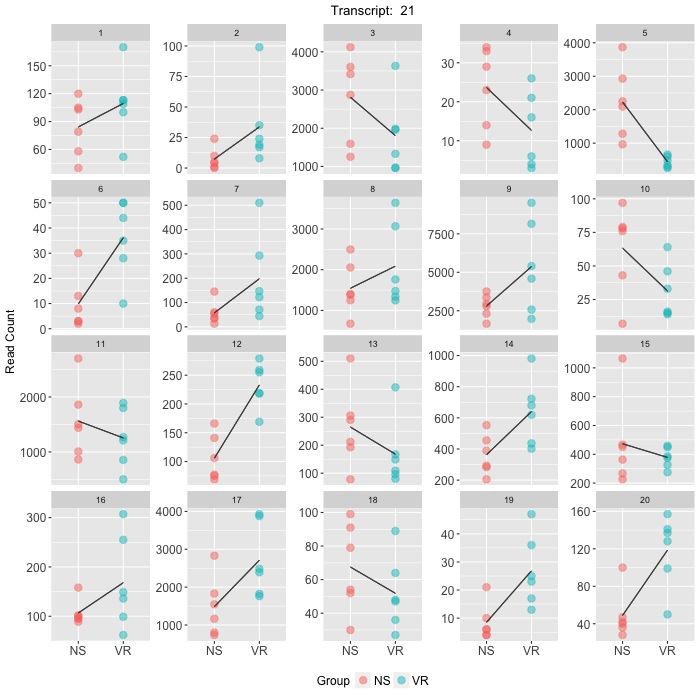 Transcript:  21
1 2 3 4 5
150 120 90 60
100 75 50 25 0
4000 3000 2000 1000
30 20 10
4000 3000 2000 1000
6 7 8 9 10
50 40 30 20 10 0
500 400 300 200 100 0
3000 2000 1000
7500 5000 2500
100 75 50 25
Read Count
11 12 13 14 15
2000 1000
250 200 150 100
500 400 300 200 100
1000 800 600 400 200
1000 800 600 400 200
16 17 18 19 20
300 200 100
4000 3000 2000 1000
100 80 60 40
40 30 20 10
160 120 80 40
NS VR NS VR NS VR NS VR NS VR
Group NS VR